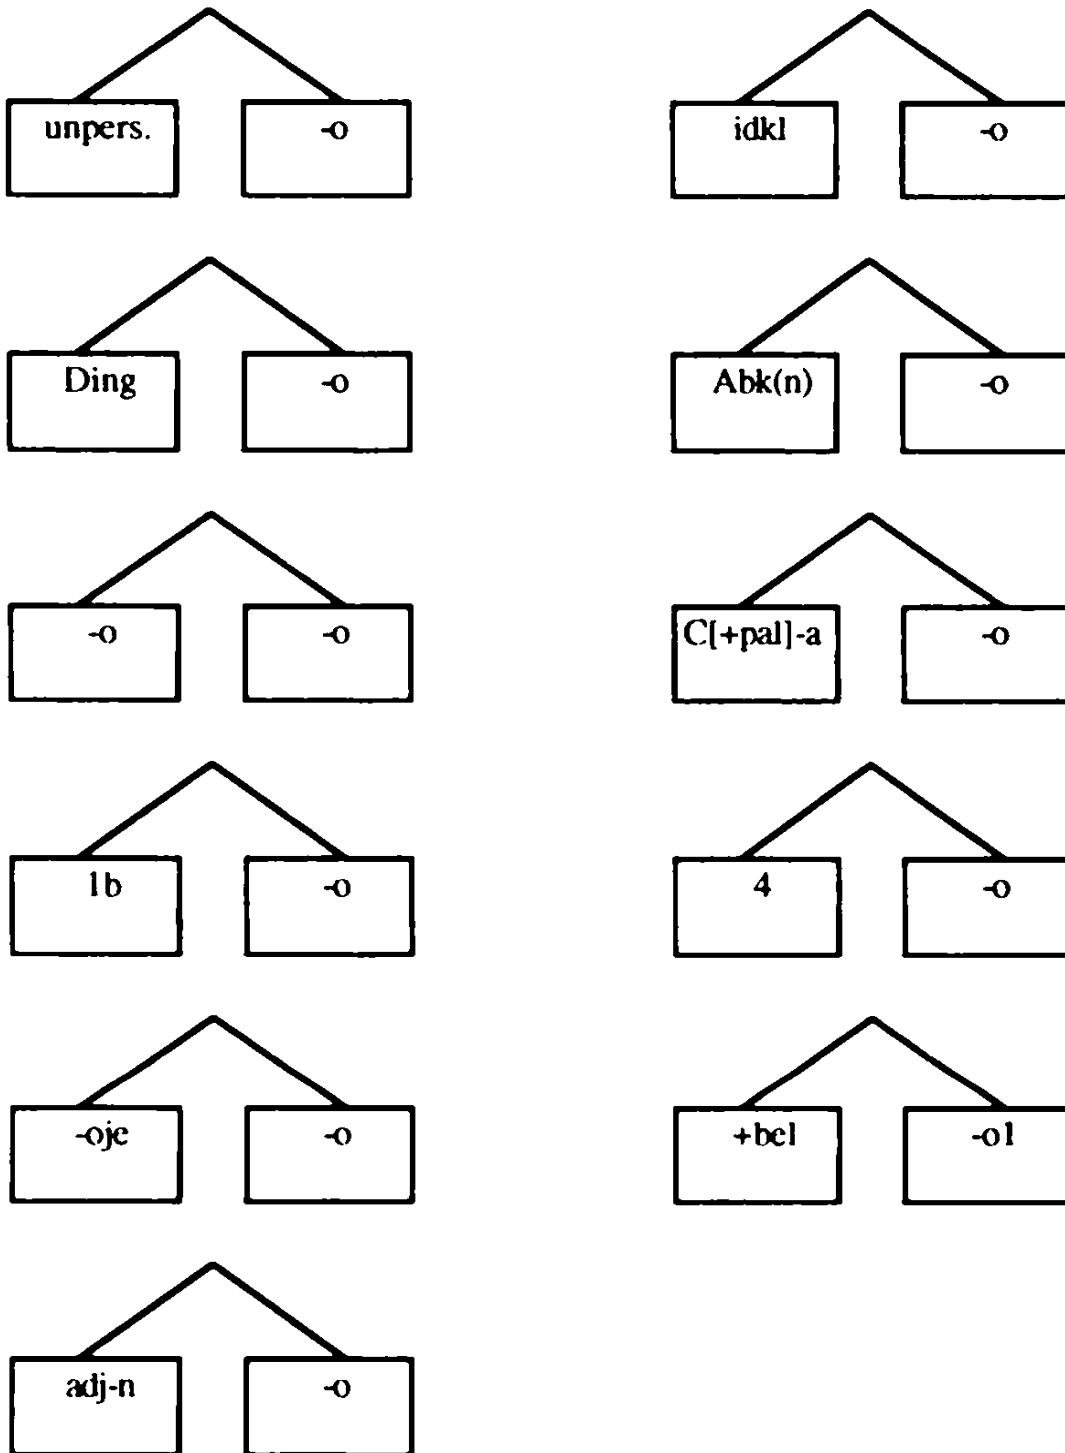 unpers. -o idkl -o
Ding -o Abk(n) -o
-o -o C[+pal]-a -o
1b -o 4 -o
-oje -o +bel -o1
adj-n -o